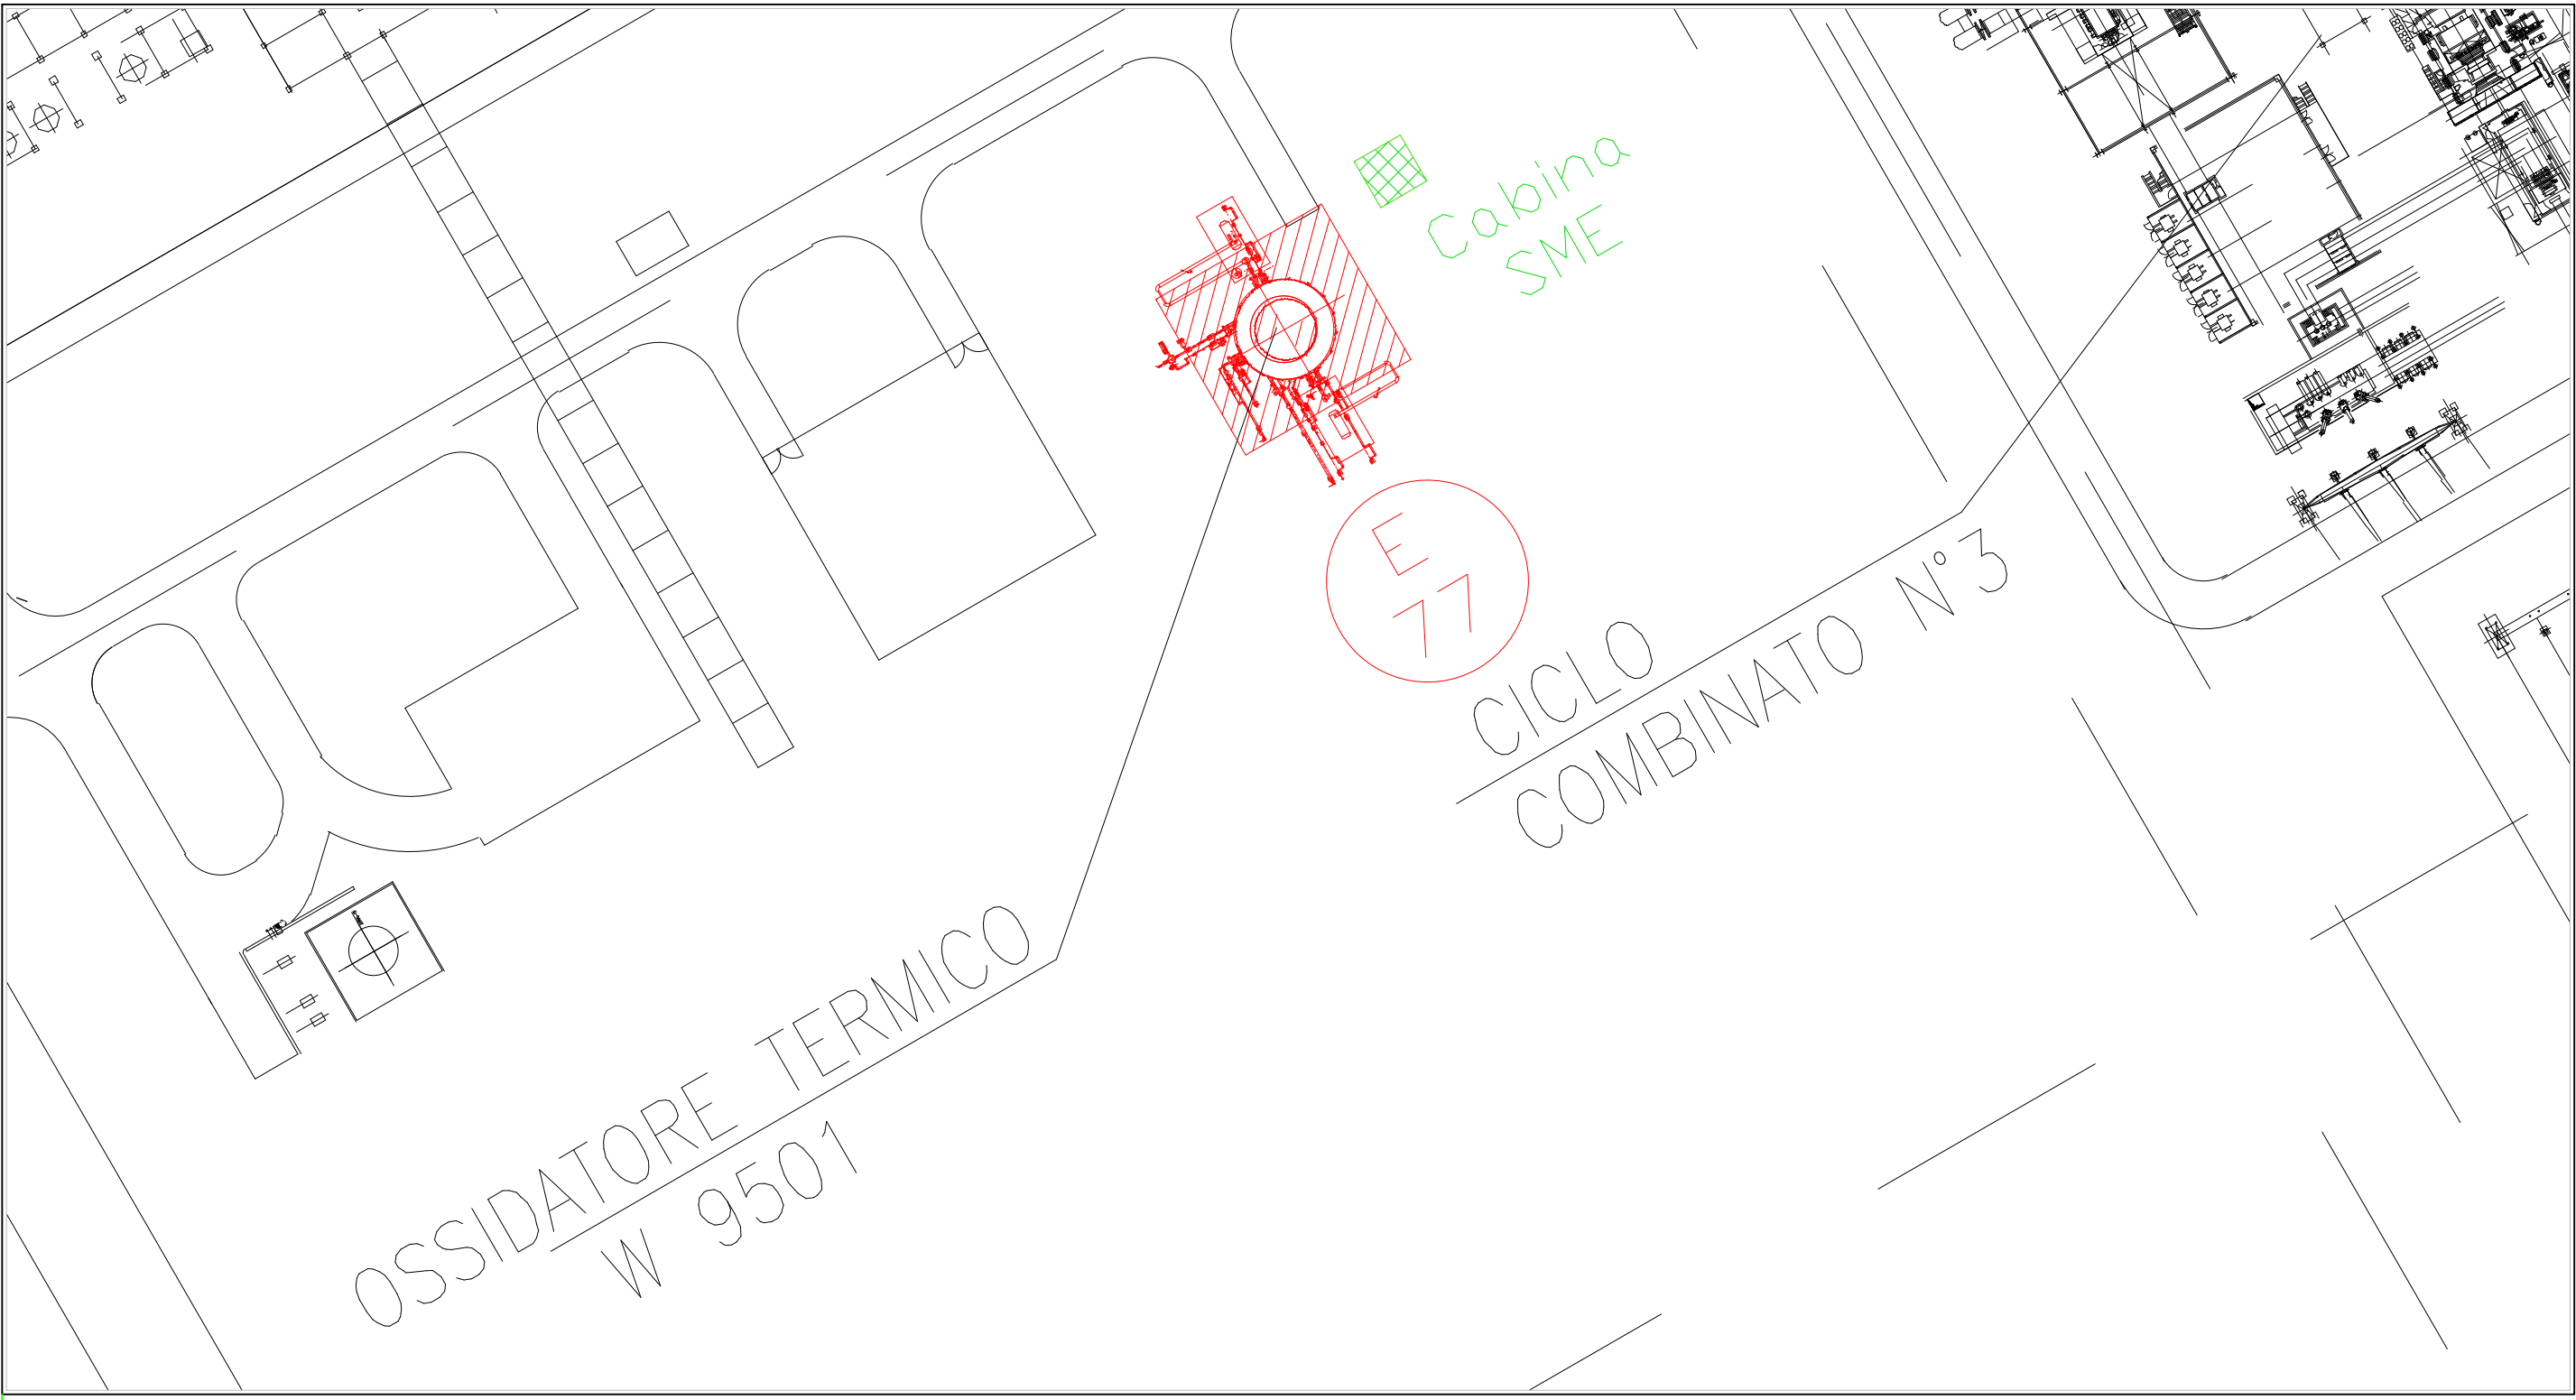 Cabina
SME
E
77
CICLO
COMBINATO N°3
OSSIDATORE TERMICO
W 9501